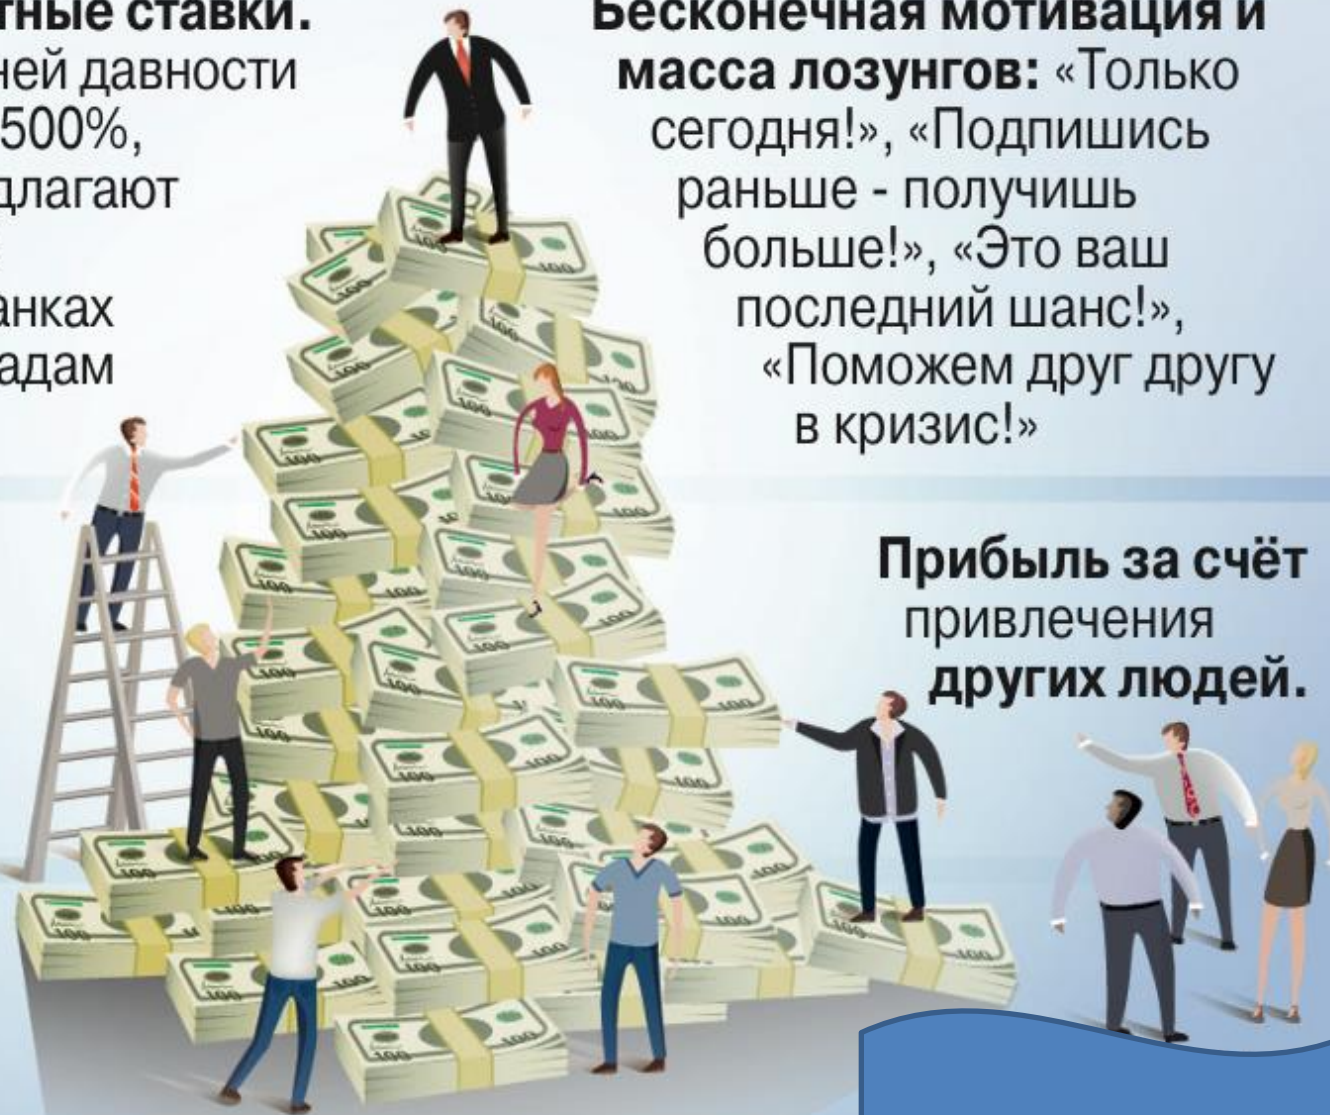 тные ставки.
ней давности
500%,
длагают
анках
адам
Бесконечная мотивация и
масса лозунгов: «Только
сегодня!», «Подпишись
раньше - получишь
больше!», «Это ваш
последний шанс!»,
«Поможем друг другу
в кризис!»
Прибыль за счёт
привлечения
других людей.